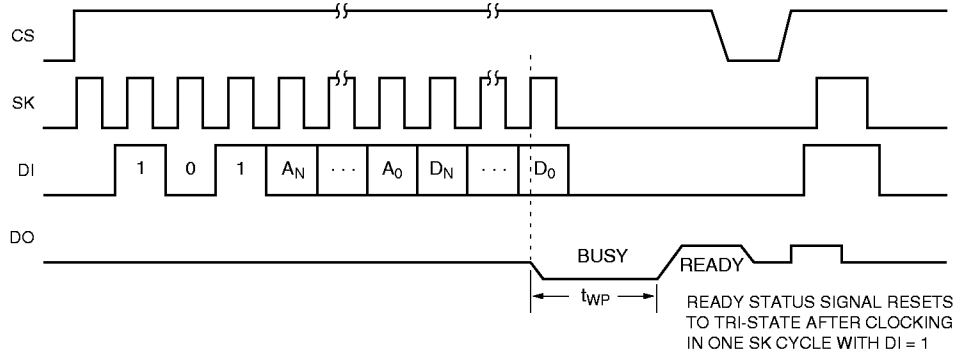 CS
SK
DI 1 0 1 A_N ... A_0 D_N ... D_0
DO
BUSY
READY
t_WP
READY STATUS SIGNAL RESETS
TO TRI-STATE AFTER CLOCKING
IN ONE SK CYCLE WITH DI = 1